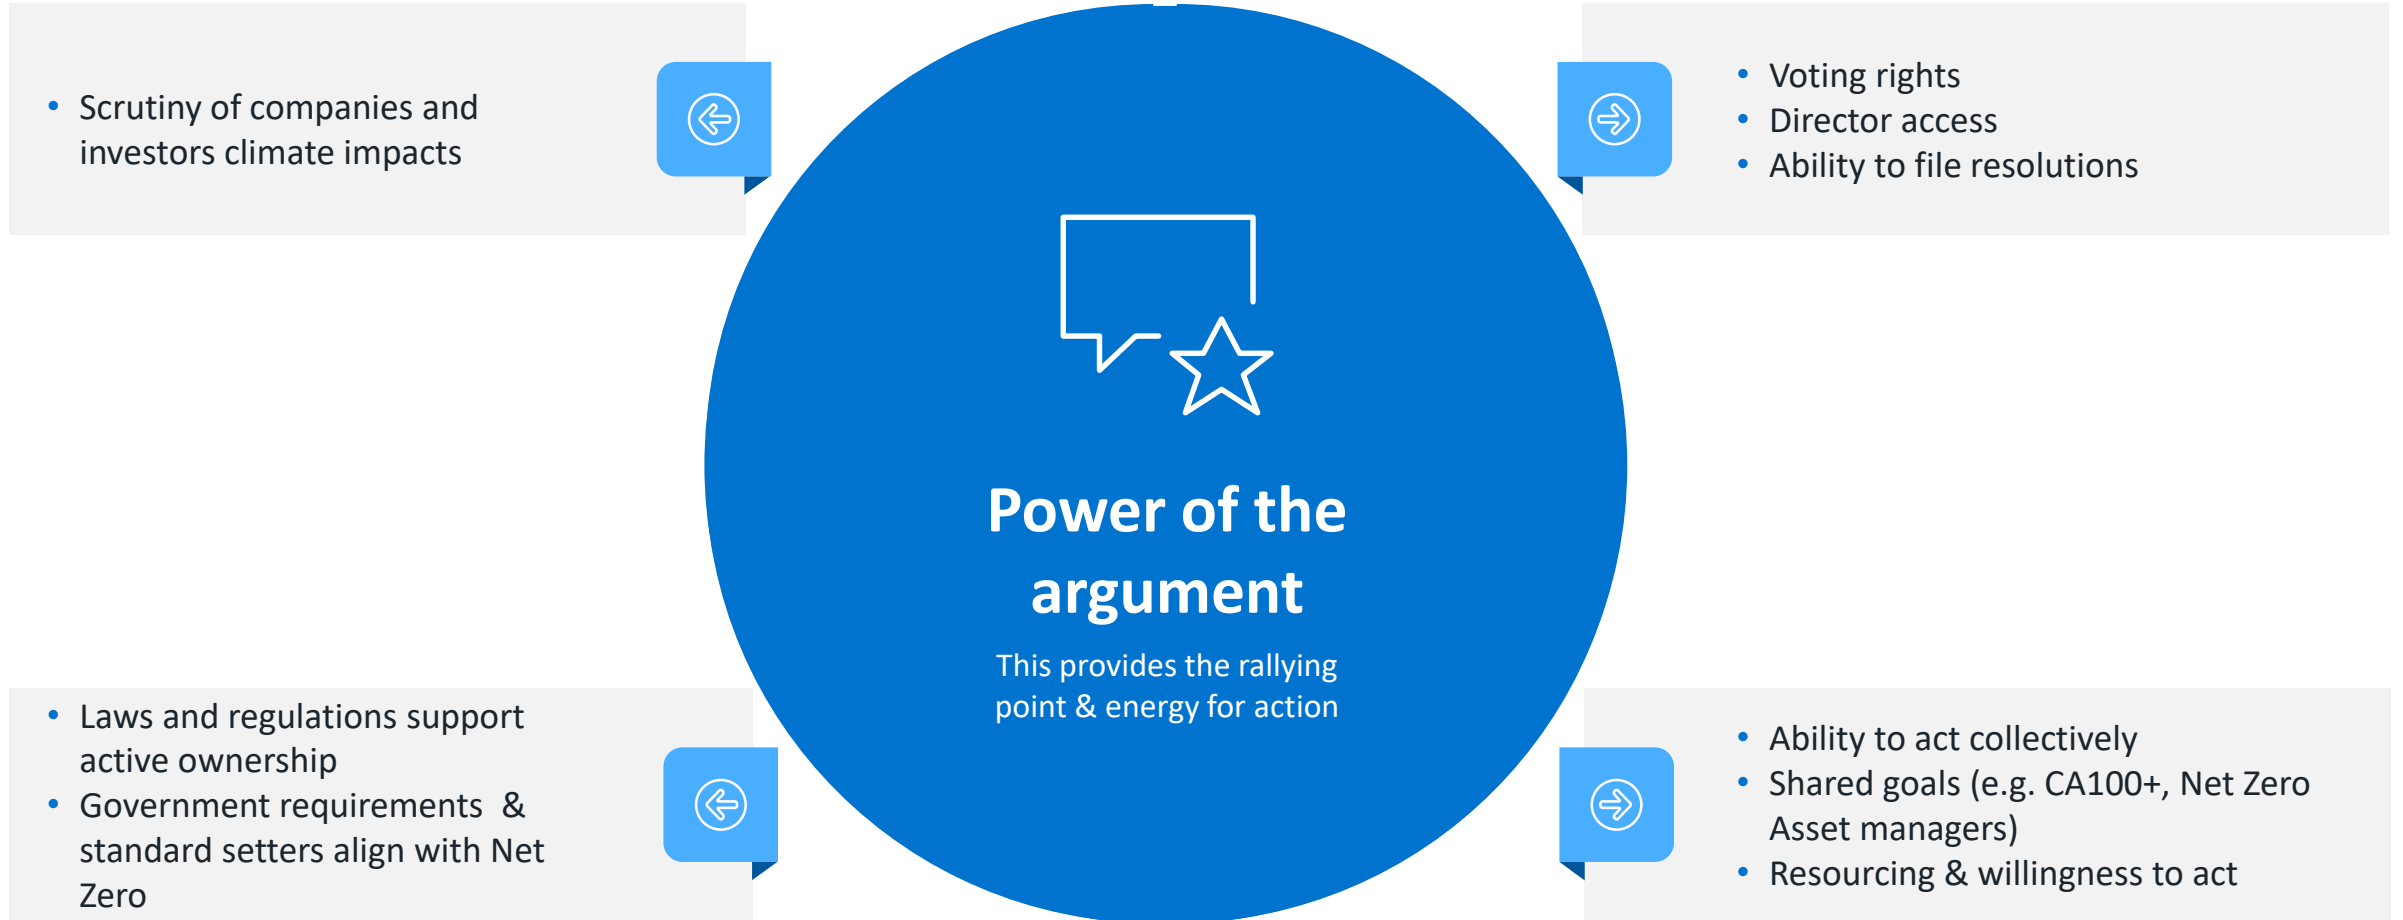 • Scrutiny of companies and
investors climate impacts
• Voting rights
• Director access
• Ability to file resolutions
Power of the
argument
This provides the rallying
point & energy for action
• Laws and regulations support
active ownership
• Government requirements  &
standard setters align with Net
Zero
• Ability to act collectively
• Shared goals (e.g. CA100+, Net Zero
Asset managers)
• Resourcing & willingness to act